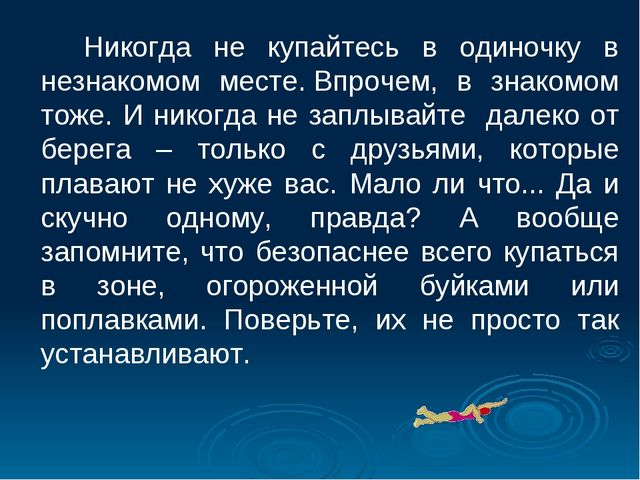 Никогда не купайтесь в одиночку в
незнакомом месте. Впрочем, в знакомом
тоже. И никогда не заплывайте далеко от
берега – только с друзьями, которые
плавают не хуже вас. Мало ли что... Да и
скучно одному, правда? А вообще
запомните, что безопаснее всего купаться
в зоне, огороженной буйками или
поплавками. Поверьте, их не просто так
устанавливают.